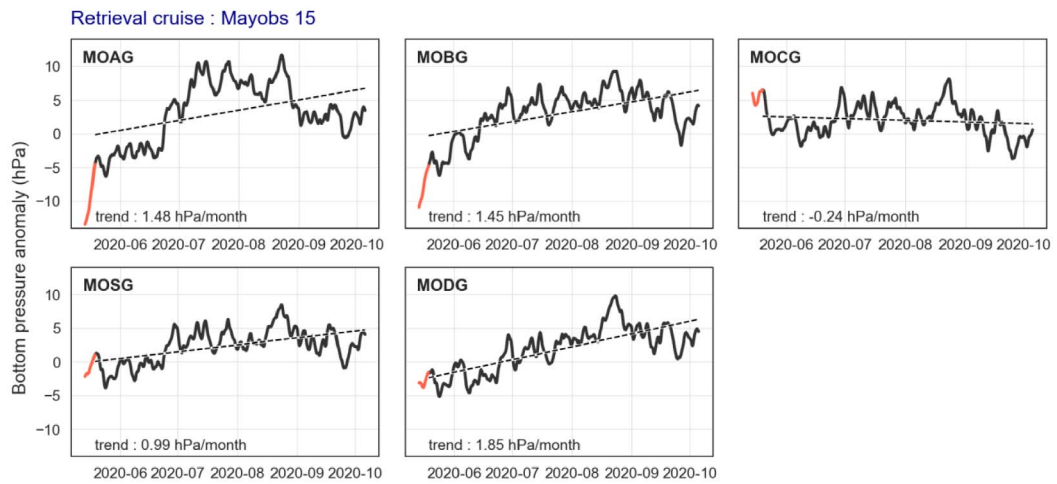 Retrieval cruise : Mayobs 15
MOAG
MOBG
MOCG
10
5
0
−5
−10
trend : 1.48 hPa/month
trend : 1.45 hPa/month
trend : -0.24 hPa/month
2020-06 2020-07 2020-08 2020-09 2020-10
2020-06 2020-07 2020-08 2020-09 2020-10
2020-06 2020-07 2020-08 2020-09 2020-10
Bottom pressure anomaly (hPa)
MOSG
MODG
10
5
0
−5
−10
trend : 0.99 hPa/month
trend : 1.85 hPa/month
2020-06 2020-07 2020-08 2020-09 2020-10
2020-06 2020-07 2020-08 2020-09 2020-10